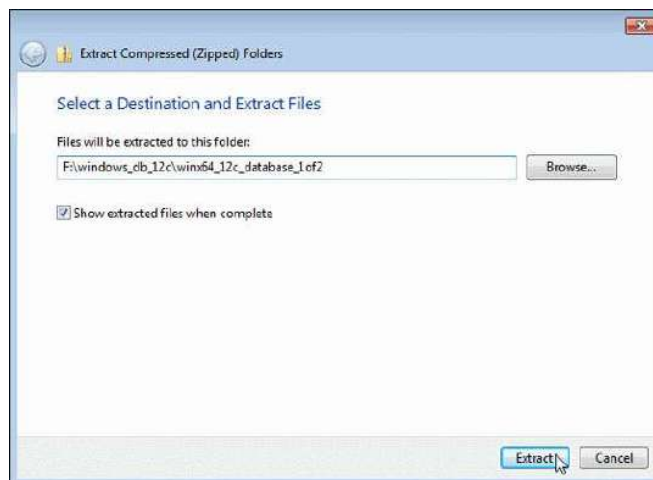 Extract Compressed (Zipped) Folders
Select a Destination and Extract Files
Files will be extracted to this folder:
F:\windows_db_12c\winx64_12c_database_1of2
Browse...
Show extracted files when complete
Extract
Cancel